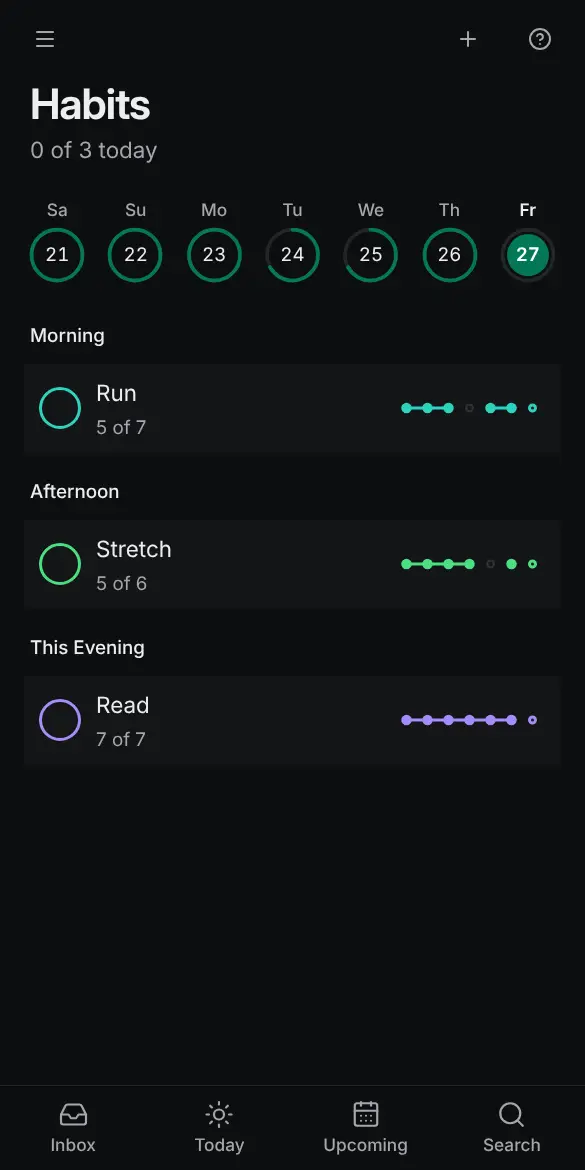 Habits
0 of 3 today
Sa Su Mo Tu We Th Fr
21 22 23 24 25 26 27
Morning
Run
5 of 7
Afternoon
Stretch
5 of 6
This Evening
Read
7 of 7
Inbox Today Upcoming Search